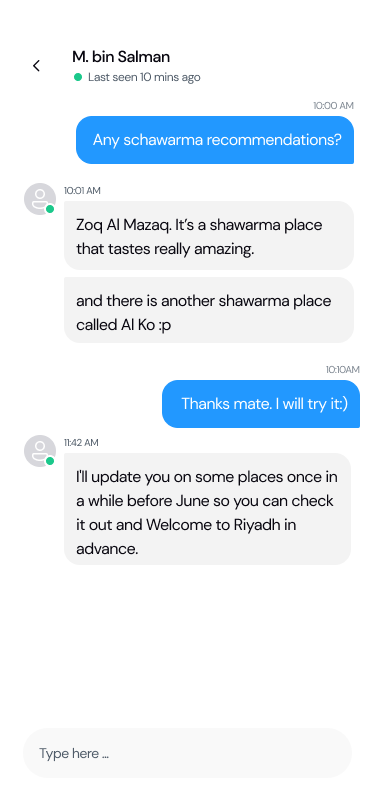 M. bin Salman
Last seen 10 mins ago
10:00 AM
Any schawarma recommendations?
10:01 AM
Zoq Al Mazaq. It's a shawarma place
that tastes really amazing.
and there is another shawarma place
called Al Ko :p
10:10AM
Thanks mate. I will try it:)
11:42 AM
I'll update you on some places once in
a while before June so you can check
it out and Welcome to Riyadh in
advance.
Type here ...